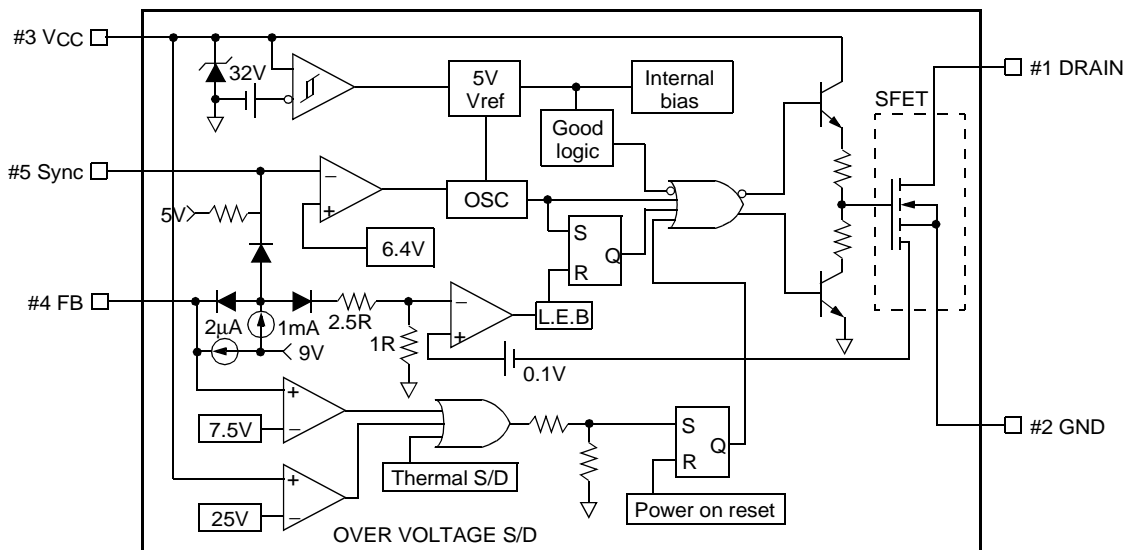 #3 VCC
#1 DRAIN
32V
5V
Vref
Internal
bias
SFET
Good
logic
#5 Sync
−
+
OSC
5V
6.4V
S
R
Q
#4 FB
2μA
1mA
2.5R
1R
9V
−
+
L.E.B
0.1V
+
−
7.5V
Thermal S/D
S
R
Q
#2 GND
+
−
25V
Power on reset
OVER VOLTAGE S/D